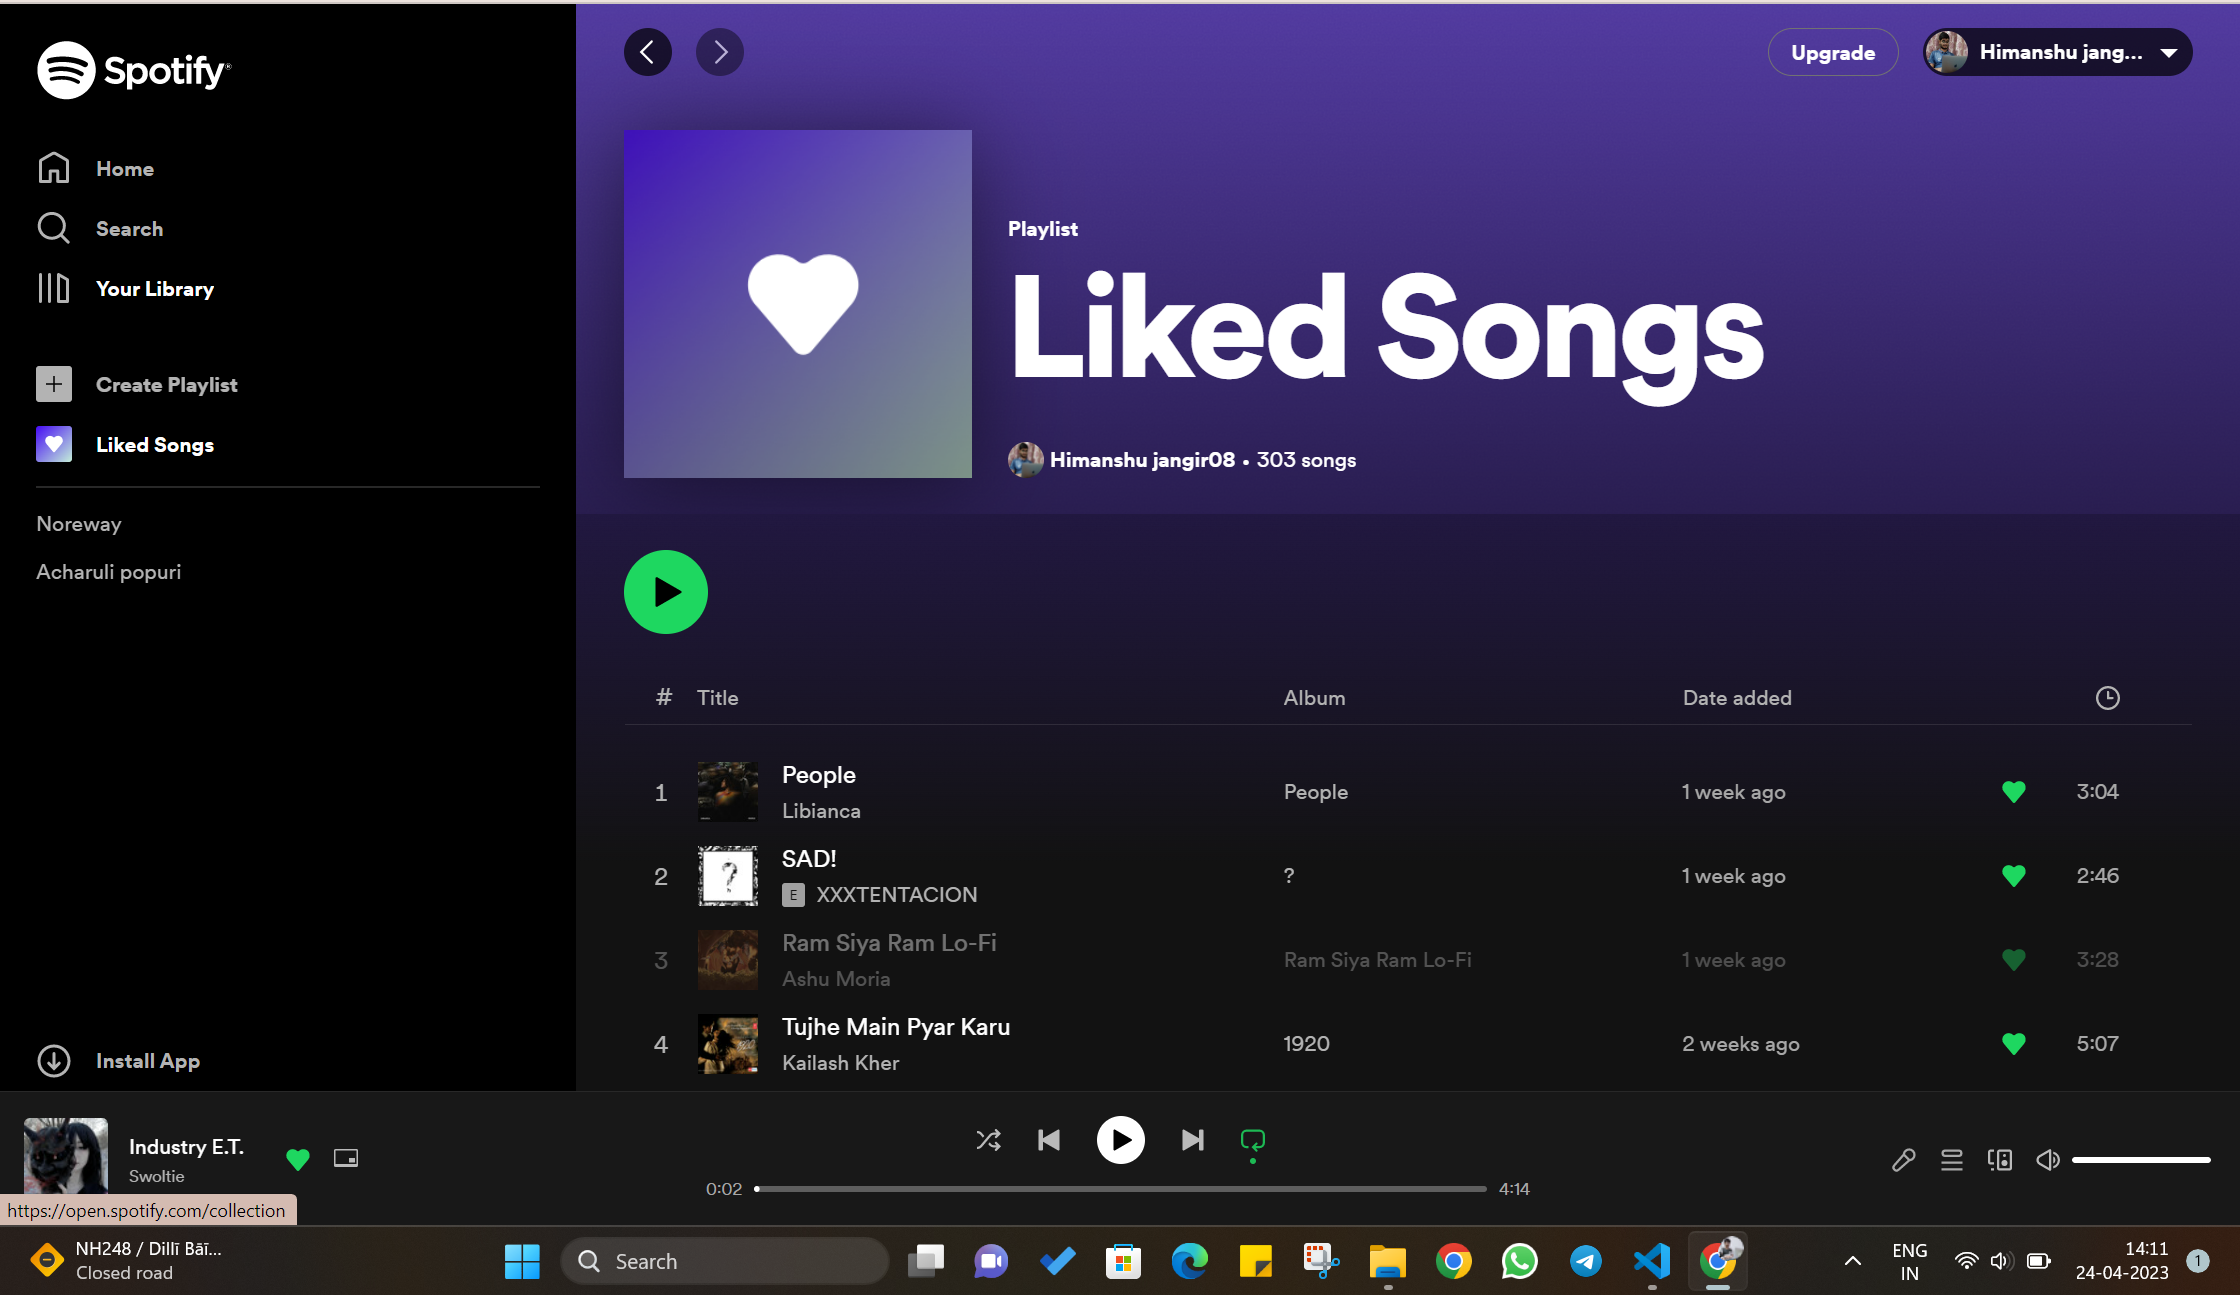 Spotify®
Home
Search
Your Library
Create Playlist
Liked Songs
Noreway
Acharuli popuri
Install App
Upgrade
Himanshu jang...
Playlist
Liked Songs
Himanshu jangir08 • 303 songs
# Title Album Date added
1 People People 1 week ago 3:04
Libianca
2 SAD! ? 1 week ago 2:46
E XXXTENTACION
3 Ram Siya Ram Lo-Fi Ram Siya Ram Lo-Fi 1 week ago 3:28
Ashu Moria
4 Tujhe Main Pyar Karu 1920 2 weeks ago 5:07
Kailash Kher
Industry E.T.
Swoltie
0:02 4:14
https://open.spotify.com/collection
NH248 / Dillī Bāī...
Closed road
Search
ENG
IN
14:11
24-04-2023
1